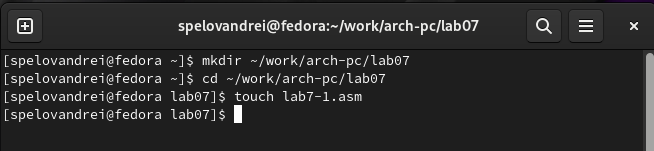 spelovandrei@fedora:~/work/arch-pc/lab07
[spelovandrei@fedora ~]$ mkdir ~/work/arch-pc/lab07
[spelovandrei@fedora ~]$ cd ~/work/arch-pc/lab07
[spelovandrei@fedora lab07]$ touch lab7-1.asm
[spelovandrei@fedora lab07]$